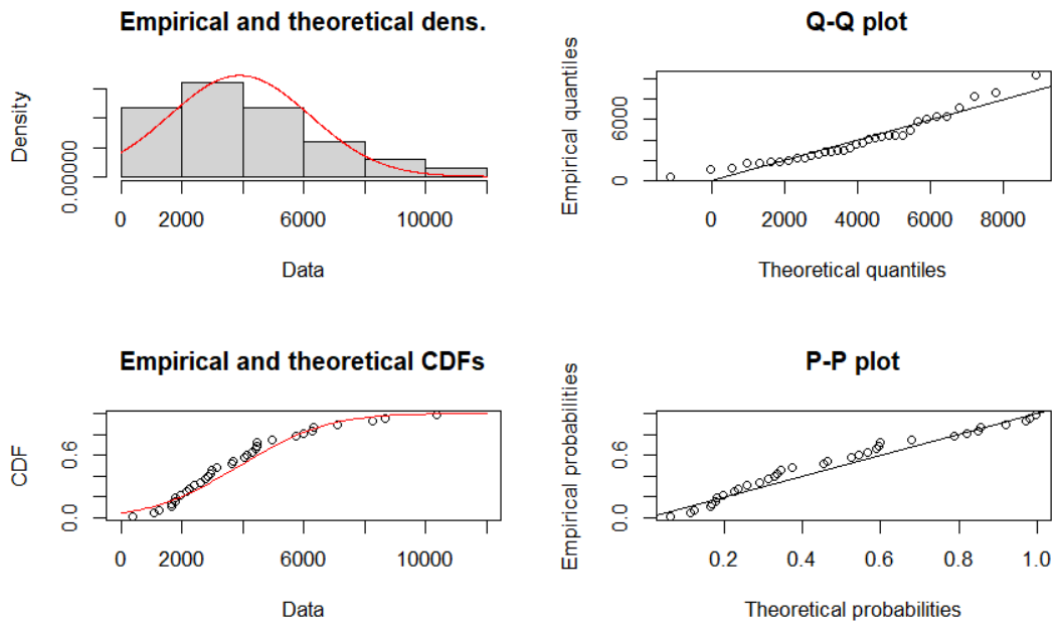 Empirical and theoretical dens.
Density
0.00000
0 2000 6000 10000
Data
Q-Q plot
Empirical quantiles
0 6000
0 2000 4000 6000 8000
Theoretical quantiles
Empirical and theoretical CDFs
CDF
0.0 0.6
0 2000 6000 10000
Data
P-P plot
Empirical probabilities
0.0 0.6
0.2 0.4 0.6 0.8 1.0
Theoretical probabilities